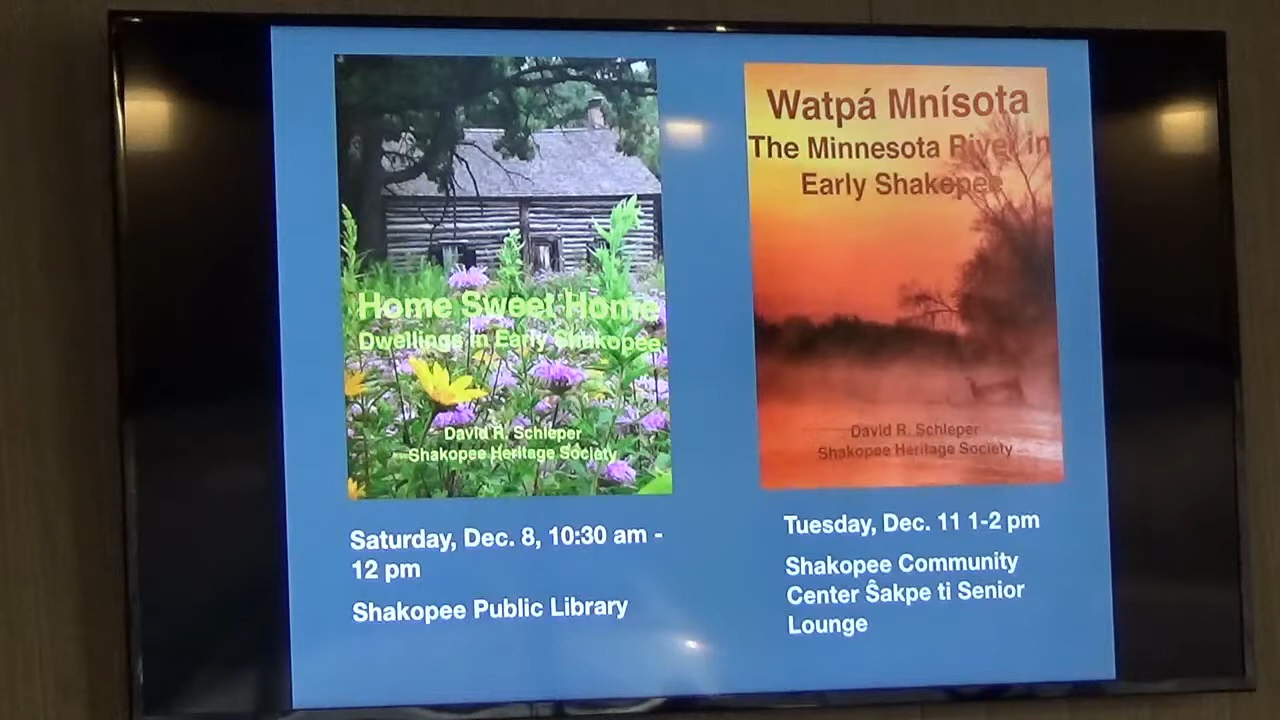 Home Sweet Home
Dwellings in Early Shakopee
David R. Schleper
Shakopee Heritage Society
Saturday, Dec. 8, 10:30 am -
12 pm
Shakopee Public Library
Watpá Mnísota
The Minnesota River in
Early Shakopee
David R. Schleper
Shakopee Heritage Society
Tuesday, Dec. 11 1-2 pm
Shakopee Community
Center Ŝakpe ti Senior
Lounge